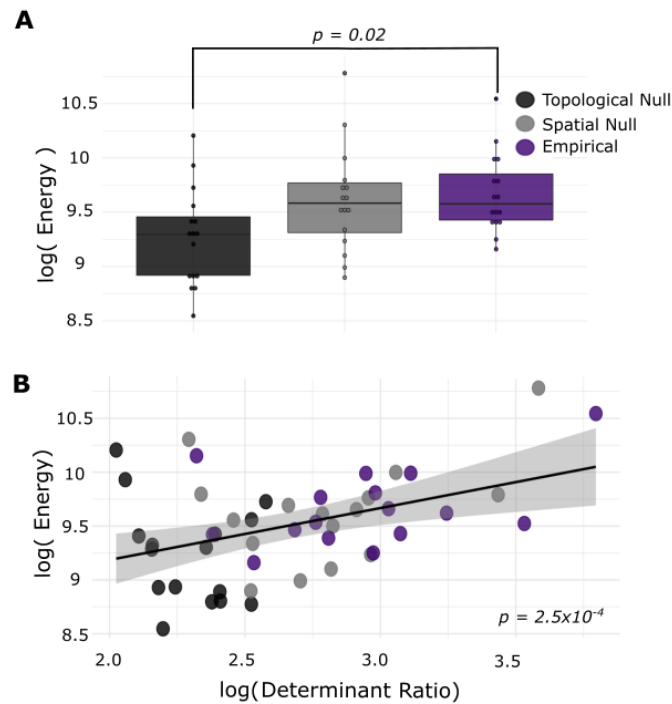 A
p = 0.02
log( Energy )
10.5
10
9.5
9
8.5
Topological Null
Spatial Null
Empirical
B
log( Energy)
10.5
10
9.5
9
8.5
p = 2.5x10⁻⁴
2.0
2.5
3.0
3.5
log(Determinant Ratio)